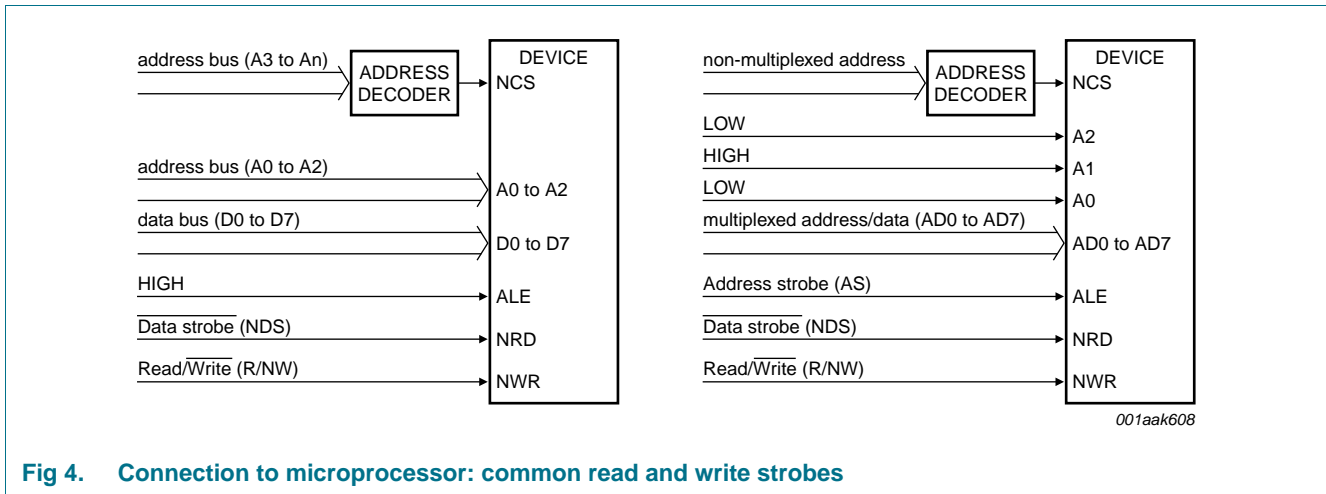 address bus (A3 to An)
ADDRESS
DECODER
DEVICE
NCS
address bus (A0 to A2)
A0 to A2
data bus (D0 to D7)
D0 to D7
HIGH
ALE
Data strobe (NDS)
NRD
Read/Write (R/NW)
NWR
non-multiplexed address
ADDRESS
DECODER
DEVICE
NCS
LOW
A2
HIGH
A1
LOW
A0
multiplexed address/data (AD0 to AD7)
AD0 to AD7
Address strobe (AS)
ALE
Data strobe (NDS)
NRD
Read/Write (R/NW)
NWR
001aak608
Fig 4. Connection to microprocessor: common read and write strobes